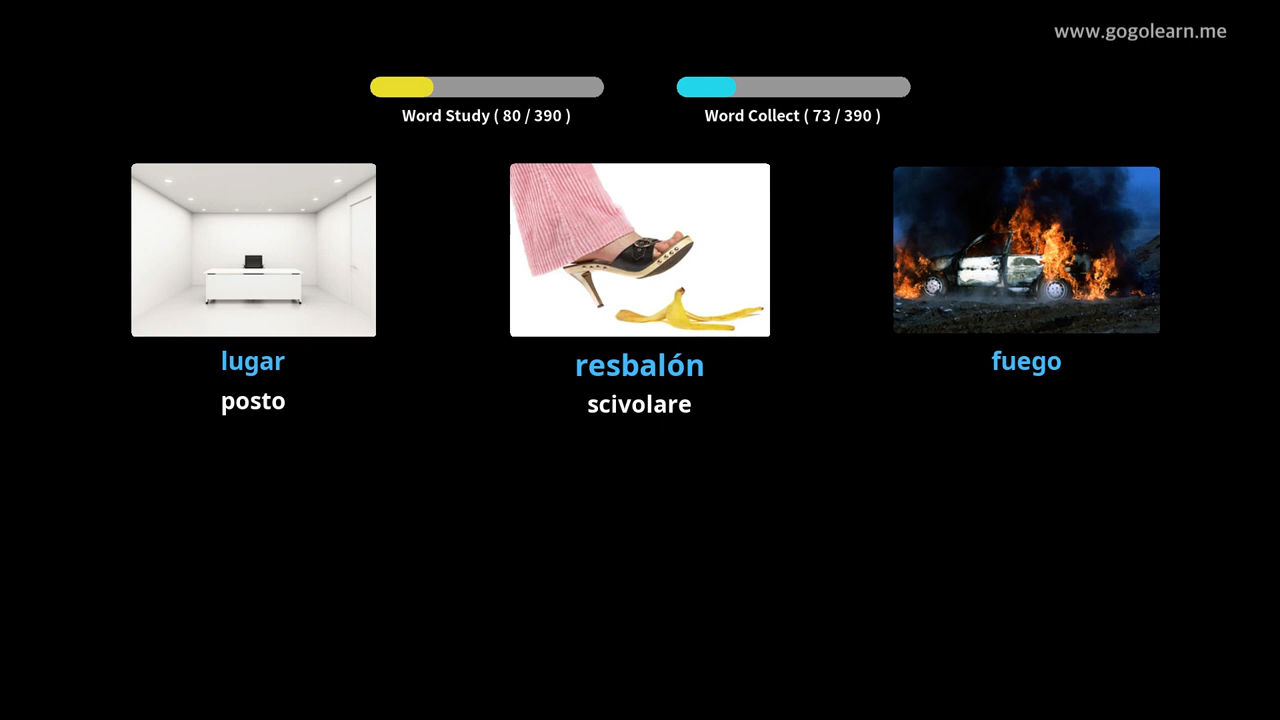 www.gogolearn.me
Word Study ( 80 / 390 )
Word Collect ( 73 / 390 )
lugar
posto
resbalón
scivolare
fuego